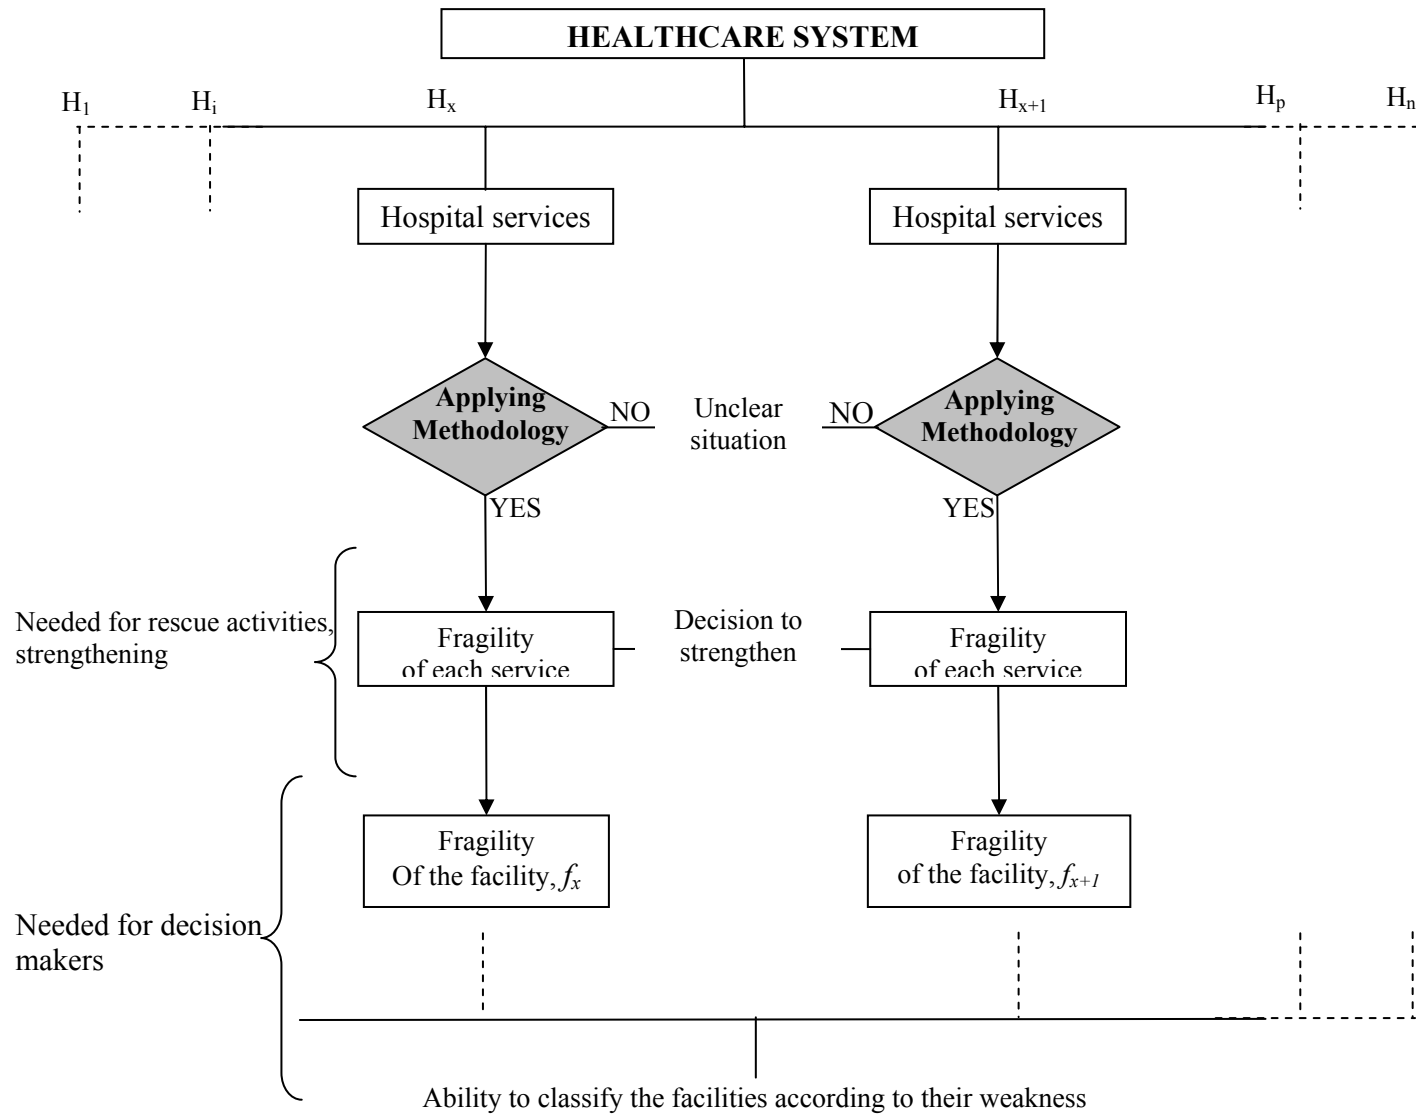 HEALTHCARE SYSTEM
H₁ Hᵢ Hₓ Hₓ₊₁ Hₚ Hₙ
Hospital services Hospital services
Applying Applying
Methodology NO Unclear NO Methodology
situation
YES YES
Needed for rescue activities, Fragility Decision to Fragility
strengthening of each service strengthen of each service
Fragility Fragility
Of the facility, fₓ of the facility, fₓ₊₁
Needed for decision
makers
Ability to classify the facilities according to their weakness